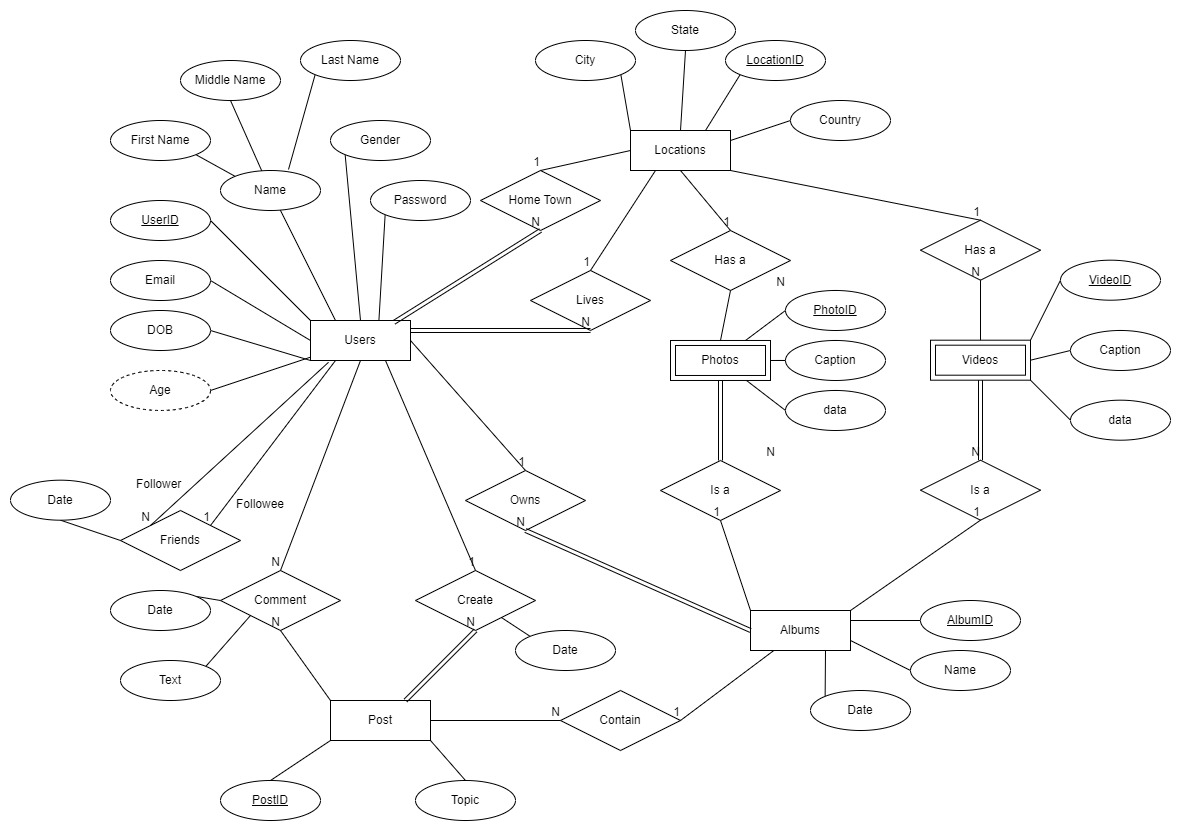 State
City
LocationID
Last Name
Middle Name
Country
First Name
Gender
Locations
1
Name
Password
Home Town
UserID
N
1
1
Has a
Has a
1
N
Email
N
VideoID
Lives
PhotoID
DOB
N
Users
Photos
Caption
Videos
Caption
Age
data
data
N
N
1
Follower
Is a
Is a
Date
Owns
Followee
N
1
N
1
1
Friends
N
1
Date
Comment
Create
N
N
Albums
AlbumID
Date
Text
Name
Date
N
1
Post
Contain
PostID
Topic